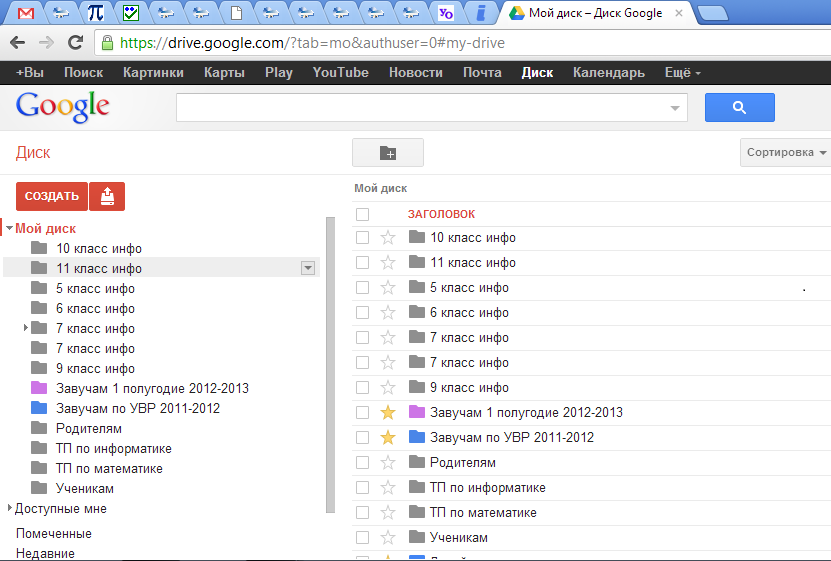 Мой диск – Диск Google
https://drive.google.com/?tab=mo&authuser=0#my-drive
+Вы Поиск Картинки Карты Play YouTube Новости Почта Диск Календарь Ещё
Google
Диск
Сортировка
СОЗДАТЬ
Мой диск
10 класс инфо
11 класс инфо
5 класс инфо
6 класс инфо
7 класс инфо
7 класс инфо
9 класс инфо
Завучам 1 полугодие 2012-2013
Завучам по УВР 2011-2012
Родителям
ТП по информатике
ТП по математике
Ученикам
Доступные мне
Помеченные
Недавние
Мой диск
ЗАГОЛОВОК
10 класс инфо
11 класс инфо
5 класс инфо
6 класс инфо
7 класс инфо
7 класс инфо
9 класс инфо
Завучам 1 полугодие 2012-2013
Завучам по УВР 2011-2012
Родителям
ТП по информатике
ТП по математике
Ученикам